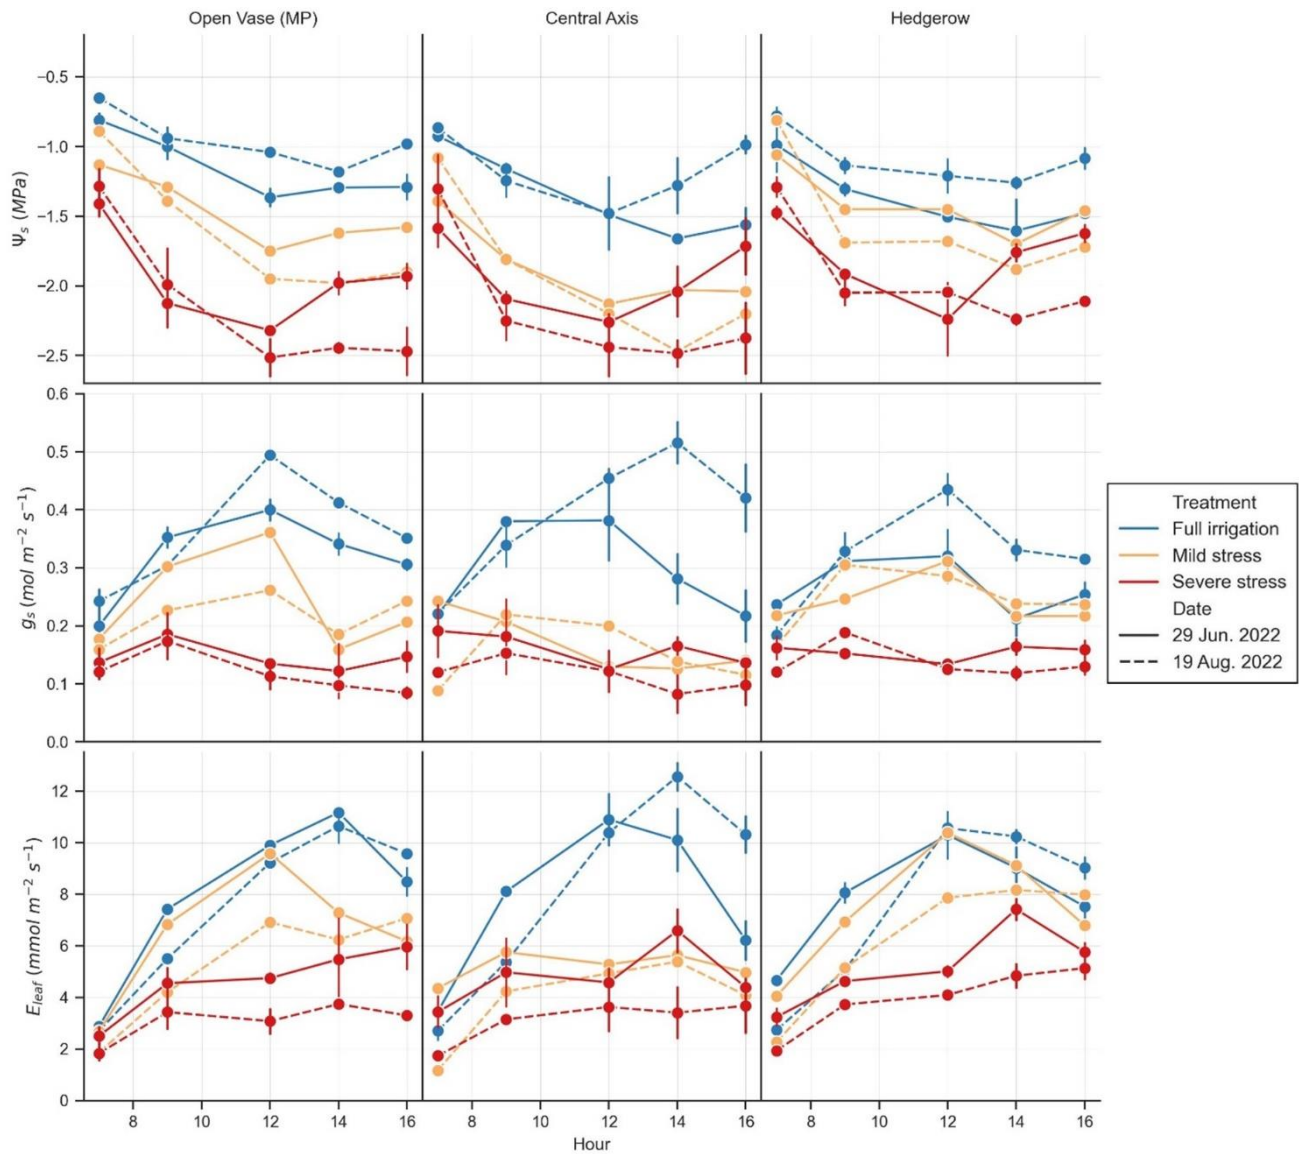 Open Vase (MP)
Central Axis
Hedgerow
Ψs (MPa)
−0.5
−1.0
−1.5
−2.0
−2.5
gs (mol m−2 s−1)
0.6
0.5
0.4
0.3
0.2
0.1
0.0
Eleaf (mmol m−2 s−1)
12
10
8
6
4
2
0
8 10 12 14 16
8 10 12 14 16
8 10 12 14 16
Hour
Treatment
Full irrigation
Mild stress
Severe stress
Date
29 Jun. 2022
19 Aug. 2022